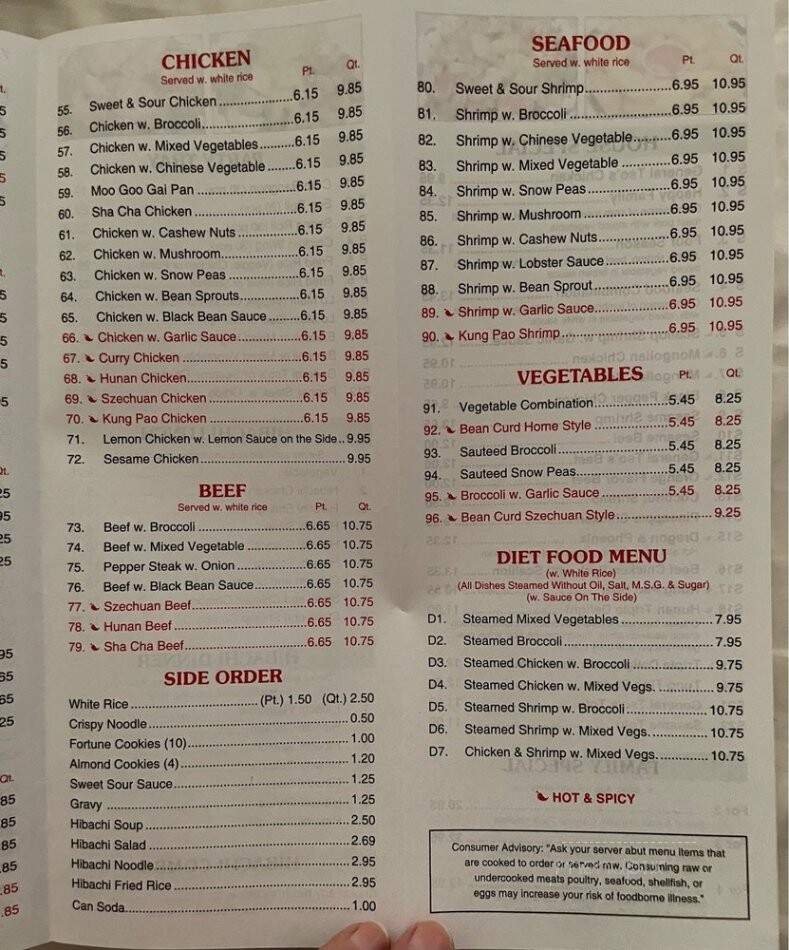 CHICKEN
Served w. white rice
Pt. Qt.
55. Sweet & Sour Chicken 6.15 9.85
56. Chicken w. Broccoli 6.15 9.85
57. Chicken w. Mixed Vegetables 6.15 9.85
58. Chicken w. Chinese Vegetable 6.15 9.85
59. Moo Goo Gai Pan 6.15 9.85
60. Sha Cha Chicken 6.15 9.85
61. Chicken w. Cashew Nuts 6.15 9.85
62. Chicken w. Mushroom 6.15 9.85
63. Chicken w. Snow Peas 6.15 9.85
64. Chicken w. Bean Sprouts 6.15 9.85
65. Chicken w. Black Bean Sauce 6.15 9.85
66. Chicken w. Garlic Sauce 6.15 9.85
67. Curry Chicken 6.15 9.85
68. Hunan Chicken 6.15 9.85
69. Szechuan Chicken 6.15 9.85
70. Kung Pao Chicken 6.15 9.85
71. Lemon Chicken w. Lemon Sauce on the Side.. 9.95
72. Sesame Chicken 9.95
BEEF
Served w. white rice Pt. Qt.
73. Beef w. Broccoli 6.65 10.75
74. Beef w. Mixed Vegetable 6.65 10.75
75. Pepper Steak w. Onion 6.65 10.75
76. Beef w. Black Bean Sauce 6.65 10.75
77. Szechuan Beef 6.65 10.75
78. Hunan Beef 6.65 10.75
79. Sha Cha Beef 6.65 10.75
SIDE ORDER
White Rice (Pt.) 1.50 (Qt.) 2.50
Crispy Noodle 0.50
Fortune Cookies (10) 1.00
Almond Cookies (4) 1.20
Sweet Sour Sauce 1.25
Gravy 1.25
Hibachi Soup 2.50
Hibachi Salad 2.69
Hibachi Noodle 2.95
Hibachi Fried Rice 2.95
Can Soda 1.00
SEAFOOD
Served w. white rice Pt. Qt.
80. Sweet & Sour Shrimp 6.95 10.95
81. Shrimp w. Broccoli 6.95 10.95
82. Shrimp w. Chinese Vegetable 6.95 10.95
83. Shrimp w. Mixed Vegetable 6.95 10.95
84. Shrimp w. Snow Peas 6.95 10.95
85. Shrimp w. Mushroom 6.95 10.95
86. Shrimp w. Cashew Nuts 6.95 10.95
87. Shrimp w. Lobster Sauce 6.95 10.95
88. Shrimp w. Bean Sprout 6.95 10.95
89. Shrimp w. Garlic Sauce 6.95 10.95
90. Kung Pao Shrimp 6.95 10.95
VEGETABLES Pt. Qt.
91. Vegetable Combination 5.45 8.25
92. Bean Curd Home Style 5.45 8.25
93. Sauteed Broccoli 5.45 8.25
94. Sauteed Snow Peas 5.45 8.25
95. Broccoli w. Garlic Sauce 5.45 8.25
96. Bean Curd Szechuan Style 9.25
DIET FOOD MENU
(w. White Rice)
(All Dishes Steamed Without Oil, Salt, M.S.G. & Sugar)
(w. Sauce On The Side)
D1. Steamed Mixed Vegetables 7.95
D2. Steamed Broccoli 7.95
D3. Steamed Chicken w. Broccoli 9.75
D4. Steamed Chicken w. Mixed Vegs. 9.75
D5. Steamed Shrimp w. Broccoli 10.75
D6. Steamed Shrimp w. Mixed Vegs. 10.75
D7. Chicken & Shrimp w. Mixed Vegs. 10.75
HOT & SPICY
Consumer Advisory: "Ask your server abut menu items that
are cooked to order or served raw. Consuming raw or
undercooked meats poultry, seafood, shellfish, or
eggs may increase your risk of foodborne illness."